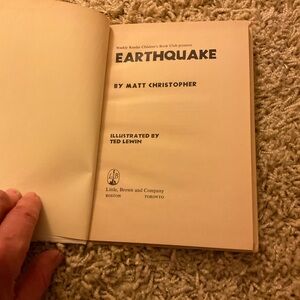 Weekly Reader Children's Book Club presents
EARTHQUAKE
BY MATT CHRISTOPHER
ILLUSTRATED BY
TED LEWIN
Little, Brown and Company
BOSTON TORONTO